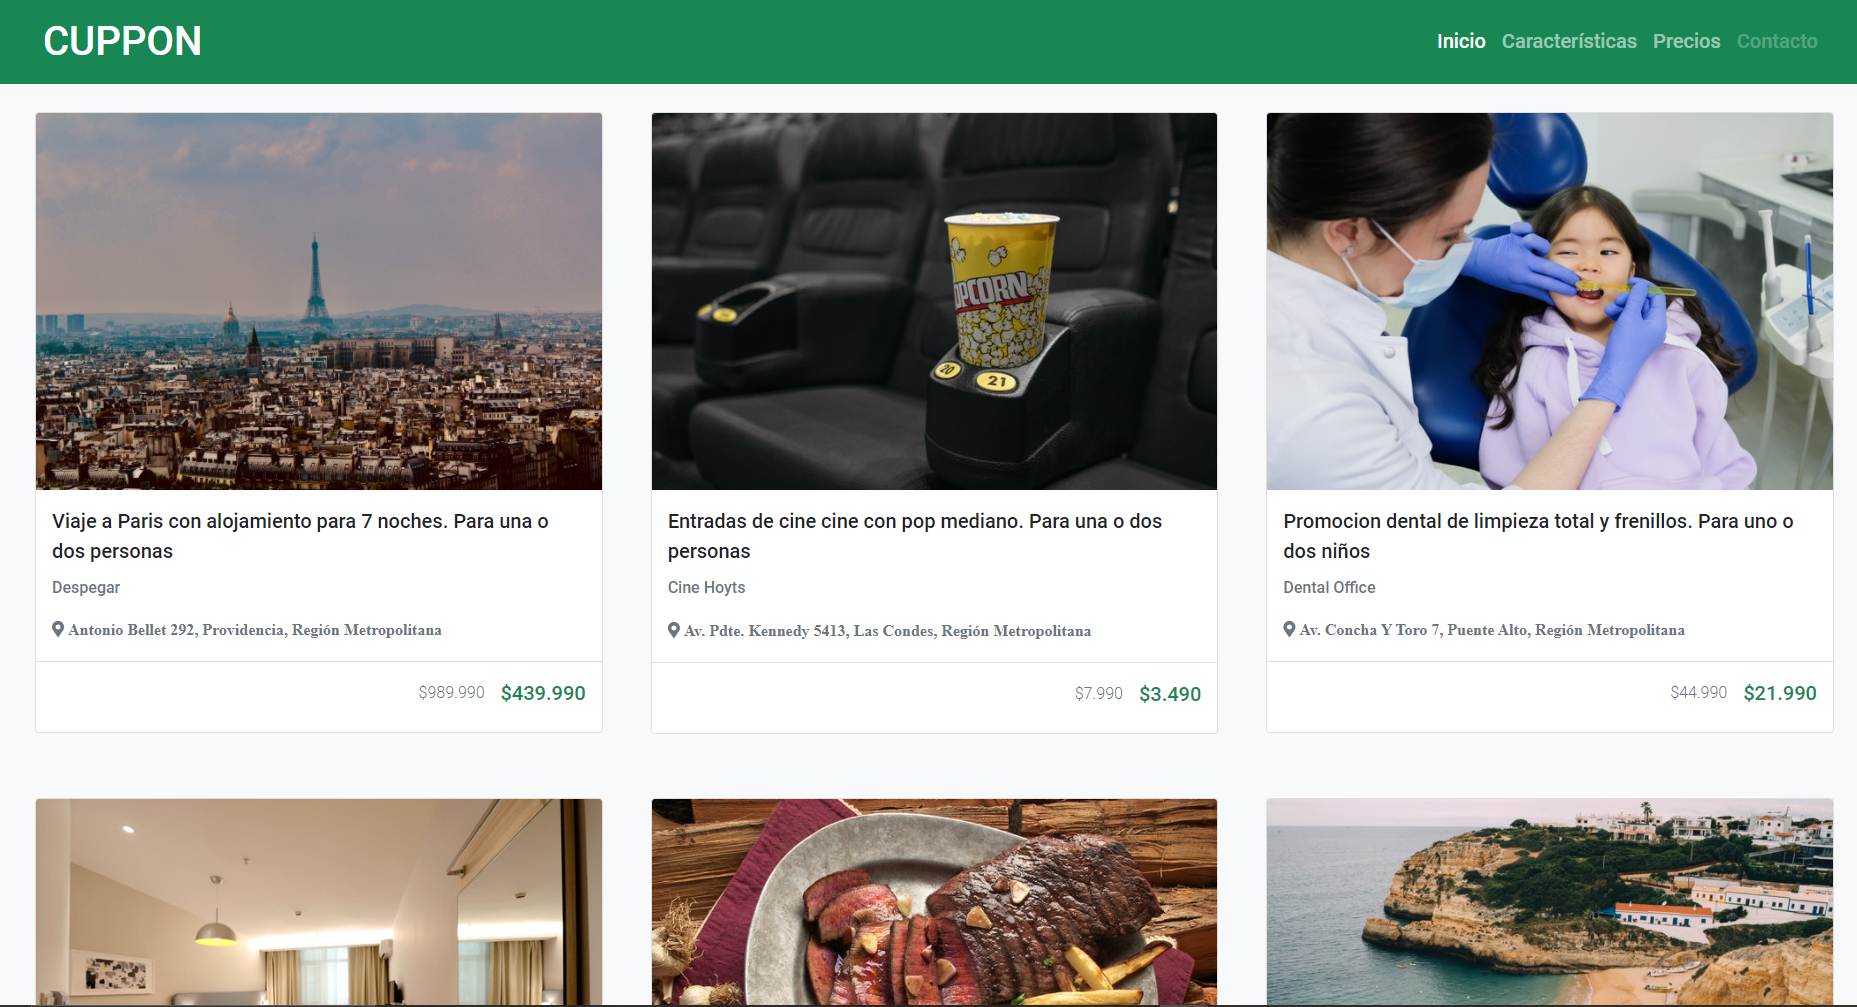 CUPPON
Inicio Características Precios Contacto
OPCORN
20 21
Viaje a Paris con alojamiento para 7 noches. Para una o
dos personas
Despegar
Antonio Bellet 292, Providencia, Región Metropolitana
$989.990 $439.990
Entradas de cine cine con pop mediano. Para una o dos
personas
Cine Hoyts
Av. Pdte. Kennedy 5413, Las Condes, Región Metropolitana
$7.990 $3.490
Promocion dental de limpieza total y frenillos. Para uno o
dos niños
Dental Office
Av. Concha Y Toro 7, Puente Alto, Región Metropolitana
$44.990 $21.990